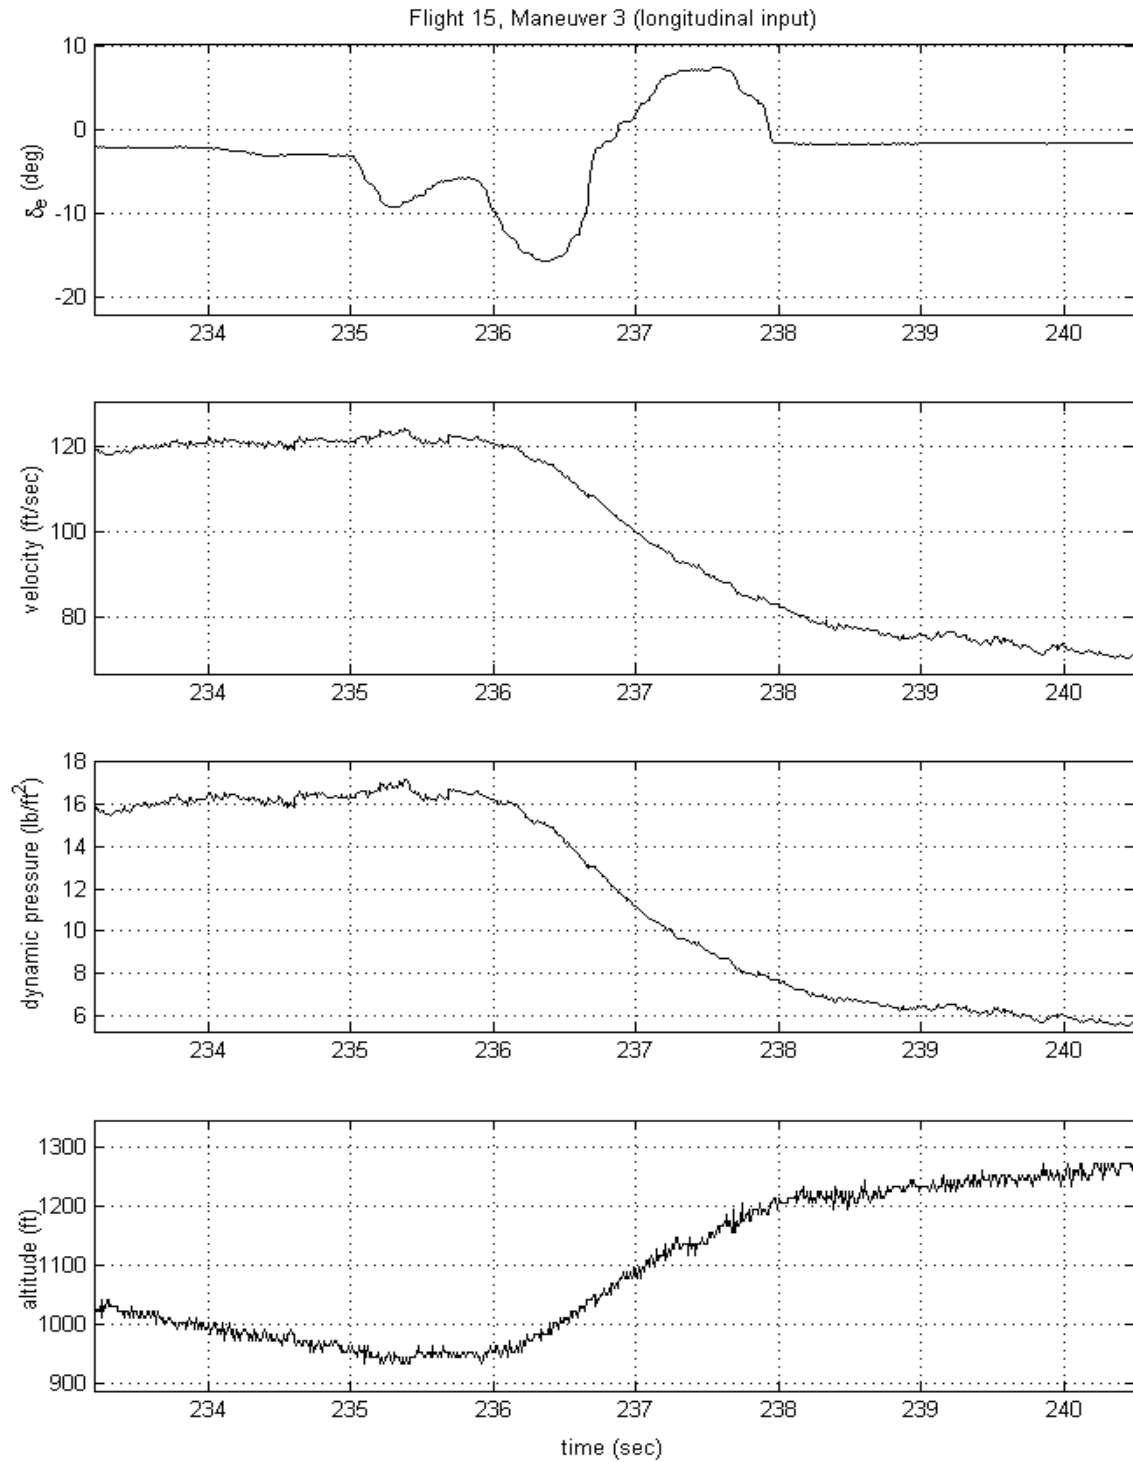 Flight 15, Maneuver 3 (longitudinal input)
10
0
-10
-20
δe (deg)
234 235 236 237 238 239 240
120
100
80
velocity (ft/sec)
234 235 236 237 238 239 240
18
16
14
12
10
8
6
dynamic pressure (lb/ft²)
234 235 236 237 238 239 240
1300
1200
1100
1000
900
altitude (ft)
234 235 236 237 238 239 240
time (sec)